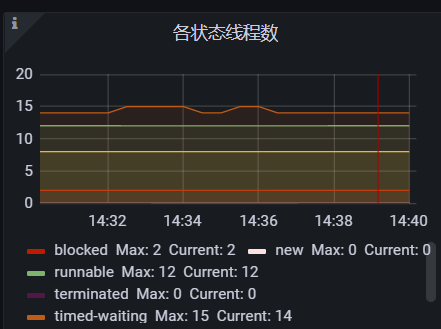 i
各状态线程数
20
15
10
5
0
14:32 14:34 14:36 14:38 14:40
blocked Max: 2 Current: 2 new Max: 0 Current: 0
runnable Max: 12 Current: 12
terminated Max: 0 Current: 0
timed-waiting Max: 15 Current: 14